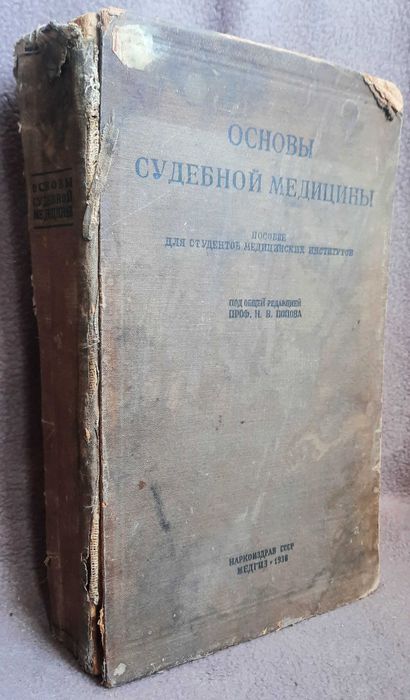 ОСНОВЫ
СУДЕБНОЙ МЕДИЦИНЫ
ПОСОБИЕ
ДЛЯ СТУДЕНТОВ МЕДИЦИНСКИХ ИНСТИТУТОВ
ПОД ОБЩЕЙ РЕДАКЦИЕЙ
ПРОФ. Н. В. ПОПОВА
НАРКОМЗДРАВ СССР
МЕДГИЗ • 1938
ОСНОВЫ
СУДЕБНОЙ
МЕДИЦИНЫ